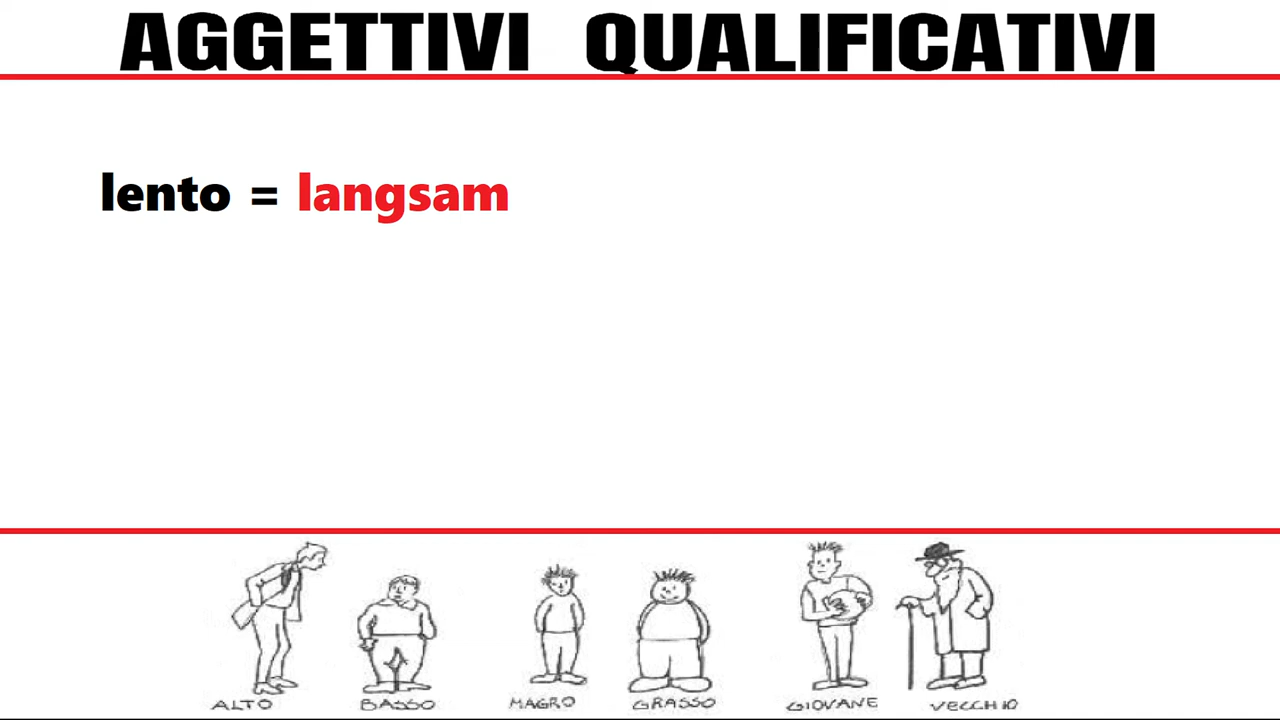 AGGETTIVI QUALIFICATIVI
lento = langsam
ALTO BASSO MAGRO GRASSO GIOVANE VECCHIO